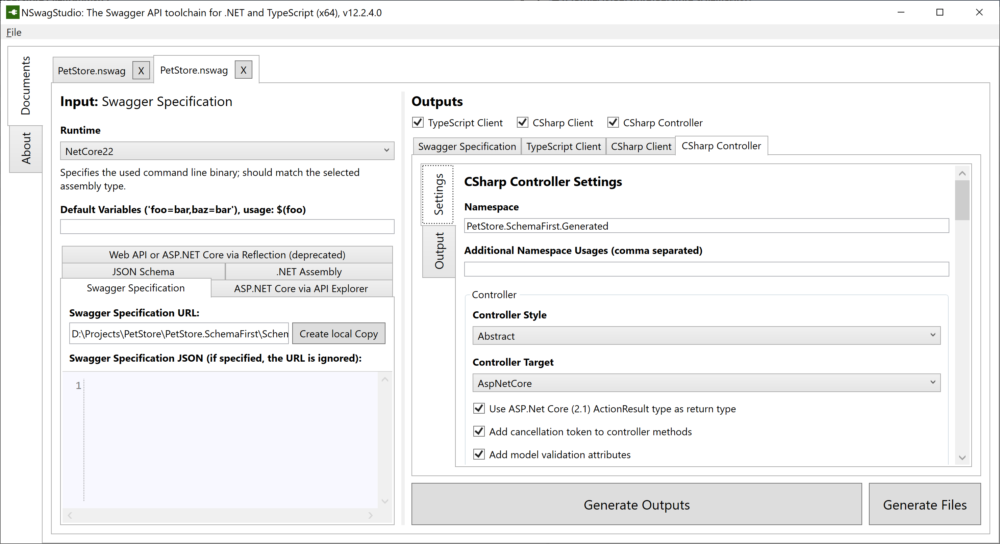 NSwagStudio: The Swagger API toolchain for .NET and TypeScript (x64), v12.2.4.0
File
Documents
About
PetStore.nswag X
PetStore.nswag X
Input: Swagger Specification
Runtime
NetCore22
Specifies the used command line binary; should match the selected
assembly type.
Default Variables ('foo=bar,baz=bar'), usage: $(foo)
Web API or ASP.NET Core via Reflection (deprecated)
JSON Schema
.NET Assembly
Swagger Specification
ASP.NET Core via API Explorer
Swagger Specification URL:
D:\Projects\PetStore\PetStore.SchemaFirst\Schem
Create local Copy
Swagger Specification JSON (if specified, the URL is ignored):
1
Outputs
TypeScript Client
CSharp Client
CSharp Controller
Swagger Specification
TypeScript Client
CSharp Client
CSharp Controller
Settings
Output
CSharp Controller Settings
Namespace
PetStore.SchemaFirst.Generated
Additional Namespace Usages (comma separated)
Controller
Controller Style
Abstract
Controller Target
AspNetCore
Use ASP.Net Core (2.1) ActionResult type as return type
Add cancellation token to controller methods
Add model validation attributes
Generate Outputs
Generate Files